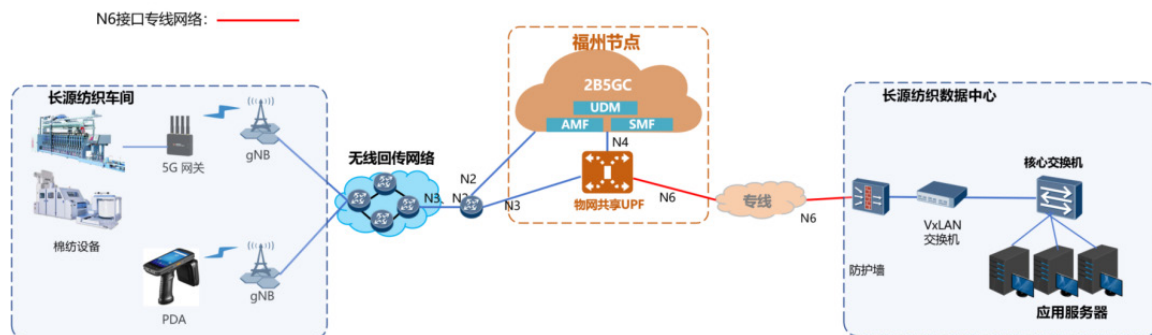 N6接口专线网络：
长源纺织车间
5G 网关
gNB
棉纺设备
PDA
gNB
无线回传网络
N3、N2
N2
N3
福州节点
2B5GC
UDM
AMF
SMF
N4
物网共享UPF
N6
专线
N6
长源纺织数据中心
防护墙
VxLAN
交换机
核心交换机
应用服务器